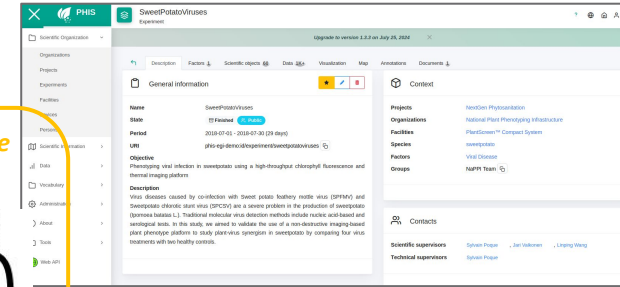 PHIS
SweetPotatoViruses
Experiment
Upgrade to version 1.3.3 on July 25, 2024
Scientific Organization
Organizations
Projects
Experiments
Facilities
Devices
Persons
Scientific Information
Data
Vocabulary
Administration
About
Tools
Web API
e
Description Factors 1 Scientific objects 60 Data 1K+ Visualization Map Annotations Documents 1
General information
Name SweetPotatoViruses
State Finished Public
Period 2018-07-01 - 2018-07-30 (29 days)
URI phis-egi-demo:id/experiment/sweetpotatoviruses
Objective
Phenotyping viral infection in sweetpotato using a high-throughput chlorophyll fluorescence and
thermal imaging platform
Description
Virus diseases caused by co-infection with Sweet potato feathery mottle virus (SPFMV) and
Sweetpotato chlorotic stunt virus (SPCSV) are a severe problem in the production of sweetpotato
(Ipomoea batatas L.). Traditional molecular virus detection methods include nucleic acid-based and
serological tests. In this study, we aimed to validate the use of a non-destructive imaging-based
plant phenotype platform to study plant-virus synergism in sweetpotato by comparing four virus
treatments with two healthy controls.
Context
Projects NextGen Phytosanitation
Organizations National Plant Phenotyping Infrastructure
Facilities PlantScreen™ Compact System
Species sweetpotato
Factors Viral Disease
Groups NaPPI Team
Contacts
Scientific supervisors Sylvain Poque , Jari Valkonen , Linping Wang
Technical supervisors Sylvain Poque